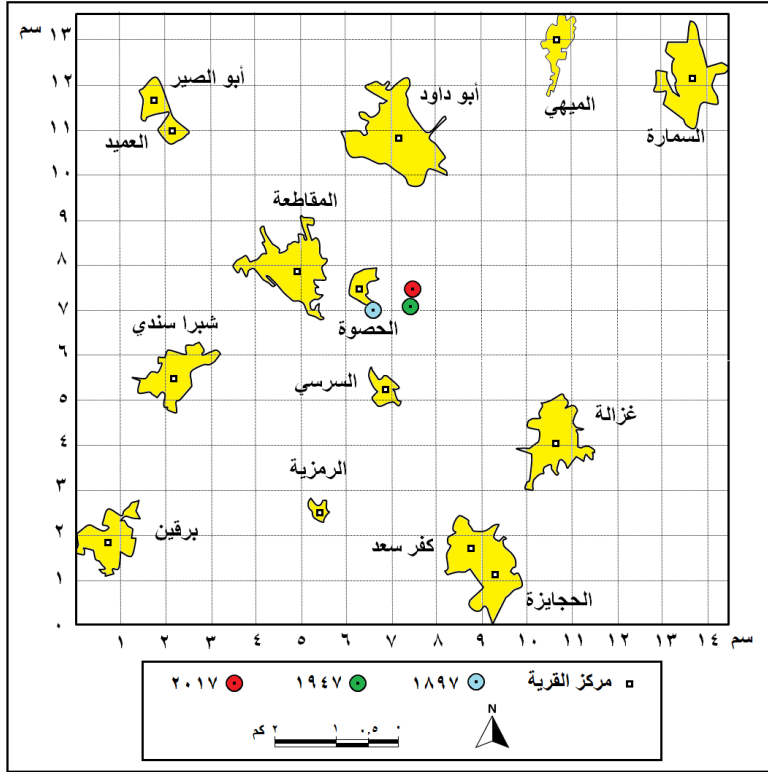 سم ١٣
١٢
١١
١٠
٩
٨
٧
٦
٥
٤
٣
٢
١
٠
أبو الصير
العميد
أبو داود
الميهي
السمارة
المقاطعة
الحصوة
شبرا سندي
السرسي
غزالة
الرمزية
برقين
كفر سعد
الحجايزة
١ ٢ ٣ ٤ ٥ ٦ ٧ ٨ ٩ ١٠ ١١ ١٢ ١٣ ١٤ سم
مركز القرية ١٨٩٧ ١٩٤٧ ٢٠١٧
N
٠ ٠,٥ ١ ٢ كم